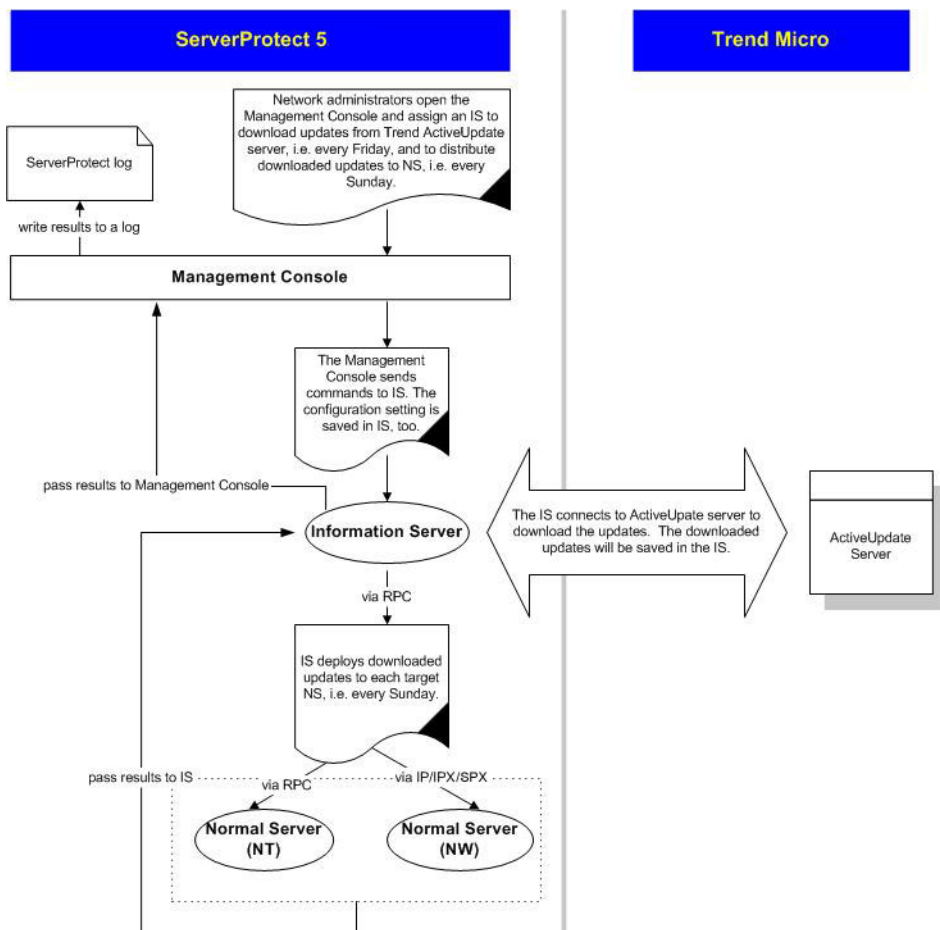 ServerProtect 5
Trend Micro
Network administrators open the
Management Console and assign an IS to
download updates from Trend ActiveUpdate
server, i.e. every Friday, and to distribute
downloaded updates to NS, i.e. every
Sunday.
ServerProtect log
write results to a log
Management Console
The Management
Console sends
commands to IS. The
configuration setting is
saved in IS, too.
pass results to Management Console
Information Server
The IS connects to ActiveUpate server to
download the updates.  The downloaded
updates will be saved in the IS.
ActiveUpdate
Server
via RPC
IS deploys downloaded
updates to each target
NS, i.e. every Sunday.
pass results to IS
via RPC
via IP/IPX/SPX
Normal Server
(NT)
Normal Server
(NW)